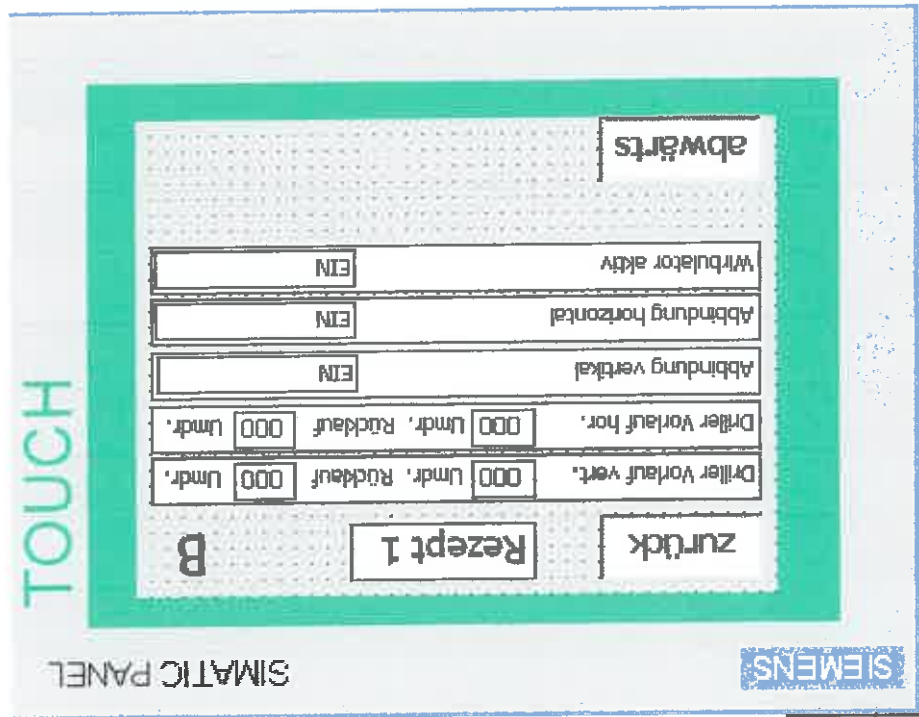 SIEMENS SIMATIC PANEL
TOUCH
zurück Rezept 1 B
Driller Vorlauf vert. 000 Umdr. Rücklauf 000 Umdr.
Driller Vorlauf hor. 000 Umdr. Rücklauf 000 Umdr.
Abbindung vertikal EIN
Abbindung horizontal EIN
Wirbulator aktiv EIN
abwärts